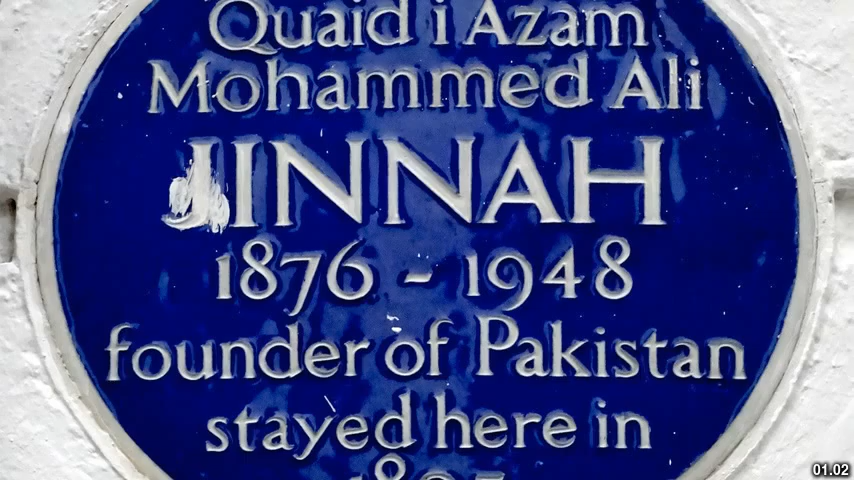 Quaid i Azam
Mohammed Ali
JINNAH
1876 - 1948
founder of Pakistan
stayed here in
01.02